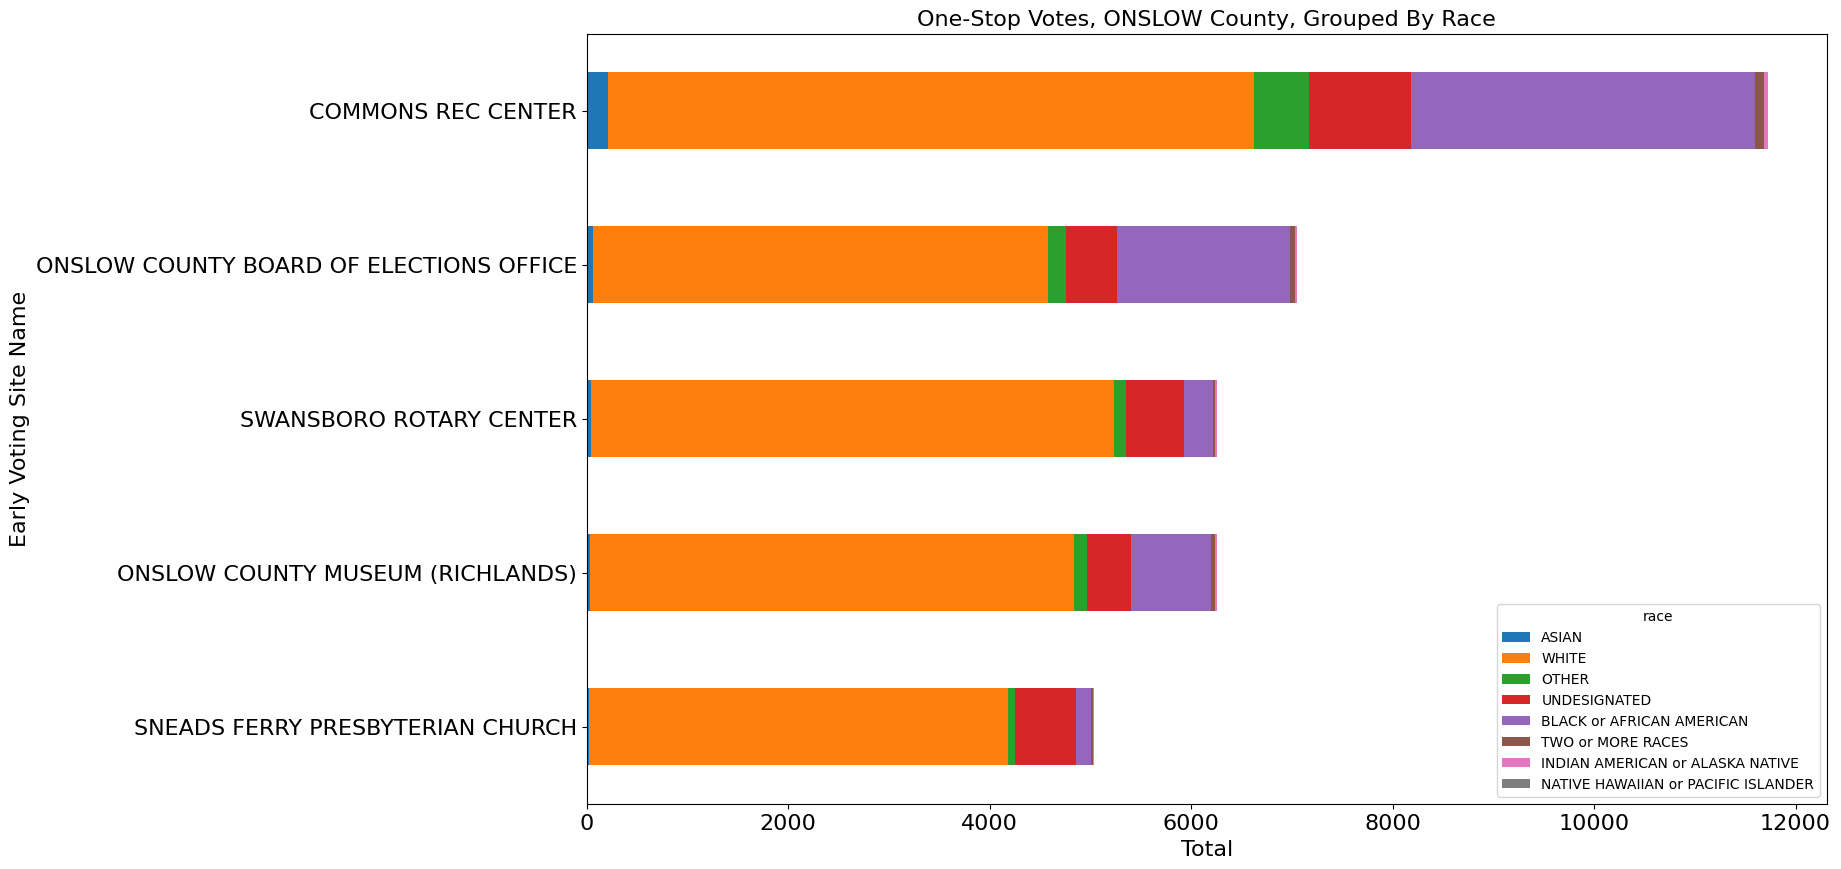 One-Stop Votes, ONSLOW County, Grouped By Race
Early Voting Site Name
COMMONS REC CENTER
ONSLOW COUNTY BOARD OF ELECTIONS OFFICE
SWANSBORO ROTARY CENTER
ONSLOW COUNTY MUSEUM (RICHLANDS)
SNEADS FERRY PRESBYTERIAN CHURCH
race
ASIAN
WHITE
OTHER
UNDESIGNATED
BLACK or AFRICAN AMERICAN
TWO or MORE RACES
INDIAN AMERICAN or ALASKA NATIVE
NATIVE HAWAIIAN or PACIFIC ISLANDER
0 2000 4000 6000 8000 10000 12000
Total